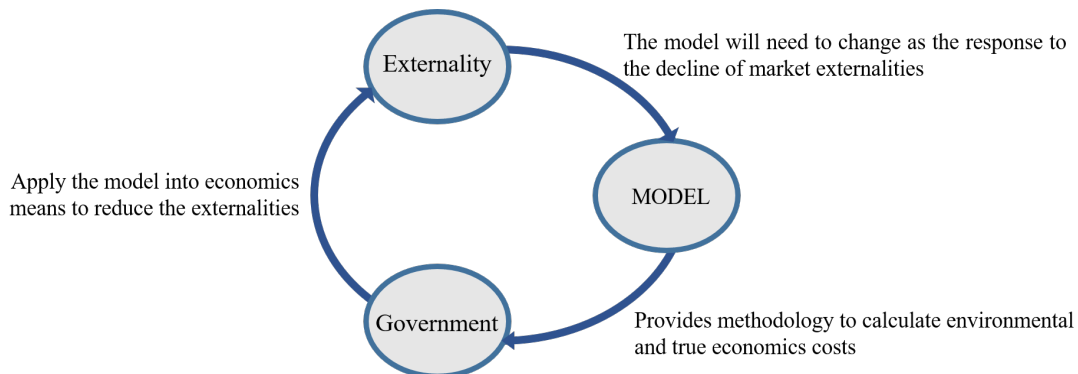 Externality
The model will need to change as the response to
the decline of market externalities
MODEL
Apply the model into economics
means to reduce the externalities
Government
Provides methodology to calculate environmental
and true economics costs